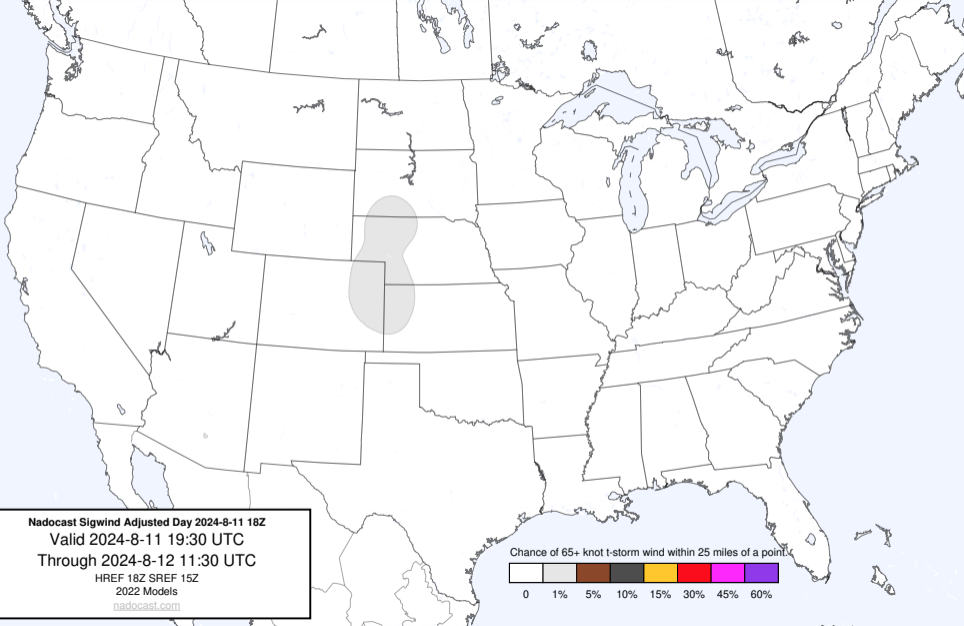 Nadocast Sigwind Adjusted Day 2024-8-11 18Z
Valid 2024-8-11 19:30 UTC
Through 2024-8-12 11:30 UTC
HREF 18Z SREF 15Z
2022 Models
nadocast.com
Chance of 65+ knot t-storm wind within 25 miles of a point.
0 1% 5% 10% 15% 30% 45% 60%